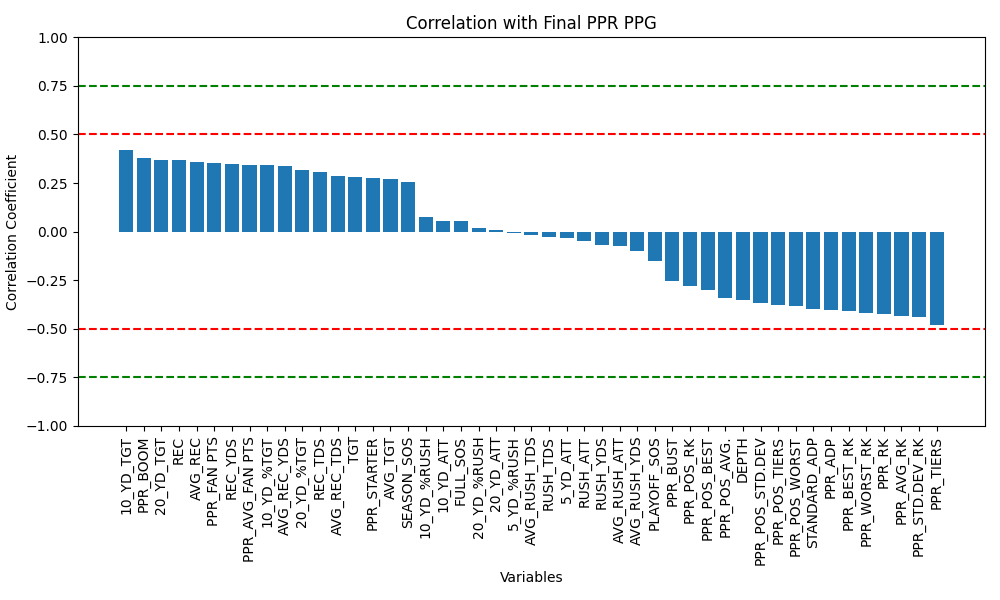 Correlation with Final PPR PPG
Correlation Coefficient
1.00
0.75
0.50
0.25
0.00
−0.25
−0.50
−0.75
−1.00
10_YD_TGT
PPR_BOOM
20_YD_TGT
REC
AVG_REC
PPR_FAN PTS
REC_YDS
PPR_AVG_FAN PTS
10_YD_%TGT
AVG_REC_YDS
20_YD_%TGT
REC_TDS
AVG_REC_TDS
TGT
PPR_STARTER
AVG_TGT
SEASON_SOS
10_YD_%RUSH
10_YD_ATT
FULL_SOS
20_YD_%RUSH
20_YD_ATT
5_YD_%RUSH
AVG_RUSH_TDS
RUSH_TDS
5_YD_ATT
RUSH_ATT
RUSH_YDS
AVG_RUSH_ATT
AVG_RUSH_YDS
PLAYOFF_SOS
PPR_BUST
PPR_POS_RK
PPR_POS_BEST
PPR_POS_AVG.
DEPTH
PPR_POS_STD.DEV
PPR_POS_TIERS
PPR_POS_WORST
STANDARD_ADP
PPR_ADP
PPR_BEST_RK
PPR_WORST_RK
PPR_RK
PPR_AVG_RK
PPR_STD.DEV_RK
PPR_TIERS
Variables